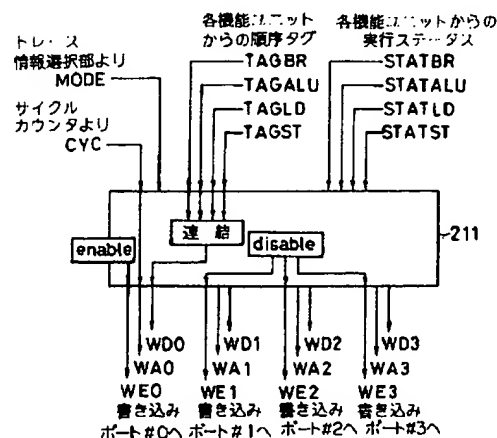 トレース
情報選択部より
MODE
サイクル
カウンタより
CYC
各機能ユニット
からの順序タグ
TAGBR
TAGALU
TAGLD
TAGST
各機能ユニットからの
実行ステータス
STATBR
STATALU
STATLD
STATST
enable
連結
disable
211
WD0
WA0
WE0
書き込み
ポート#0へ
WD1
WA1
WE1
書き込み
ポート#1へ
WD2
WA2
WE2
書き込み
ポート#2へ
WD3
WA3
WE3
書き込み
ポート#3へ